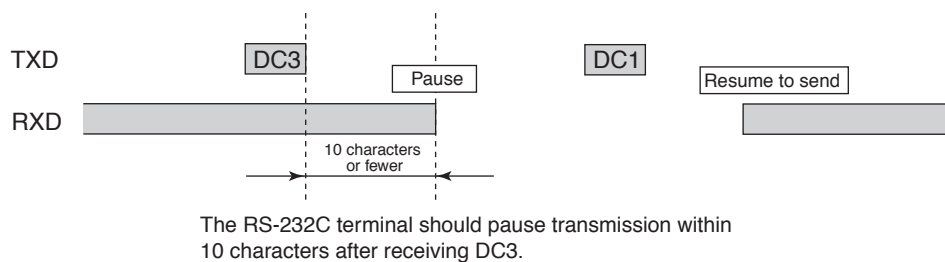 TXD
DC3
DC1
Pause
Resume to send
RXD
10 characters
or fewer
The RS-232C terminal should pause transmission within
10 characters after receiving DC3.